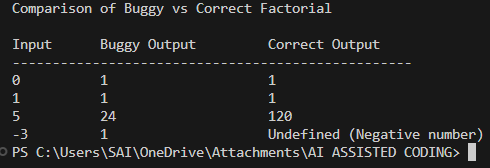 Comparison of Buggy vs Correct Factorial
Input Buggy Output Correct Output
--------------------------------------------------
0 1 1
1 1 1
5 24 120
-3 1 Undefined (Negative number)
PS C:\Users\SAI\OneDrive\Attachments\AI ASSISTED CODING>